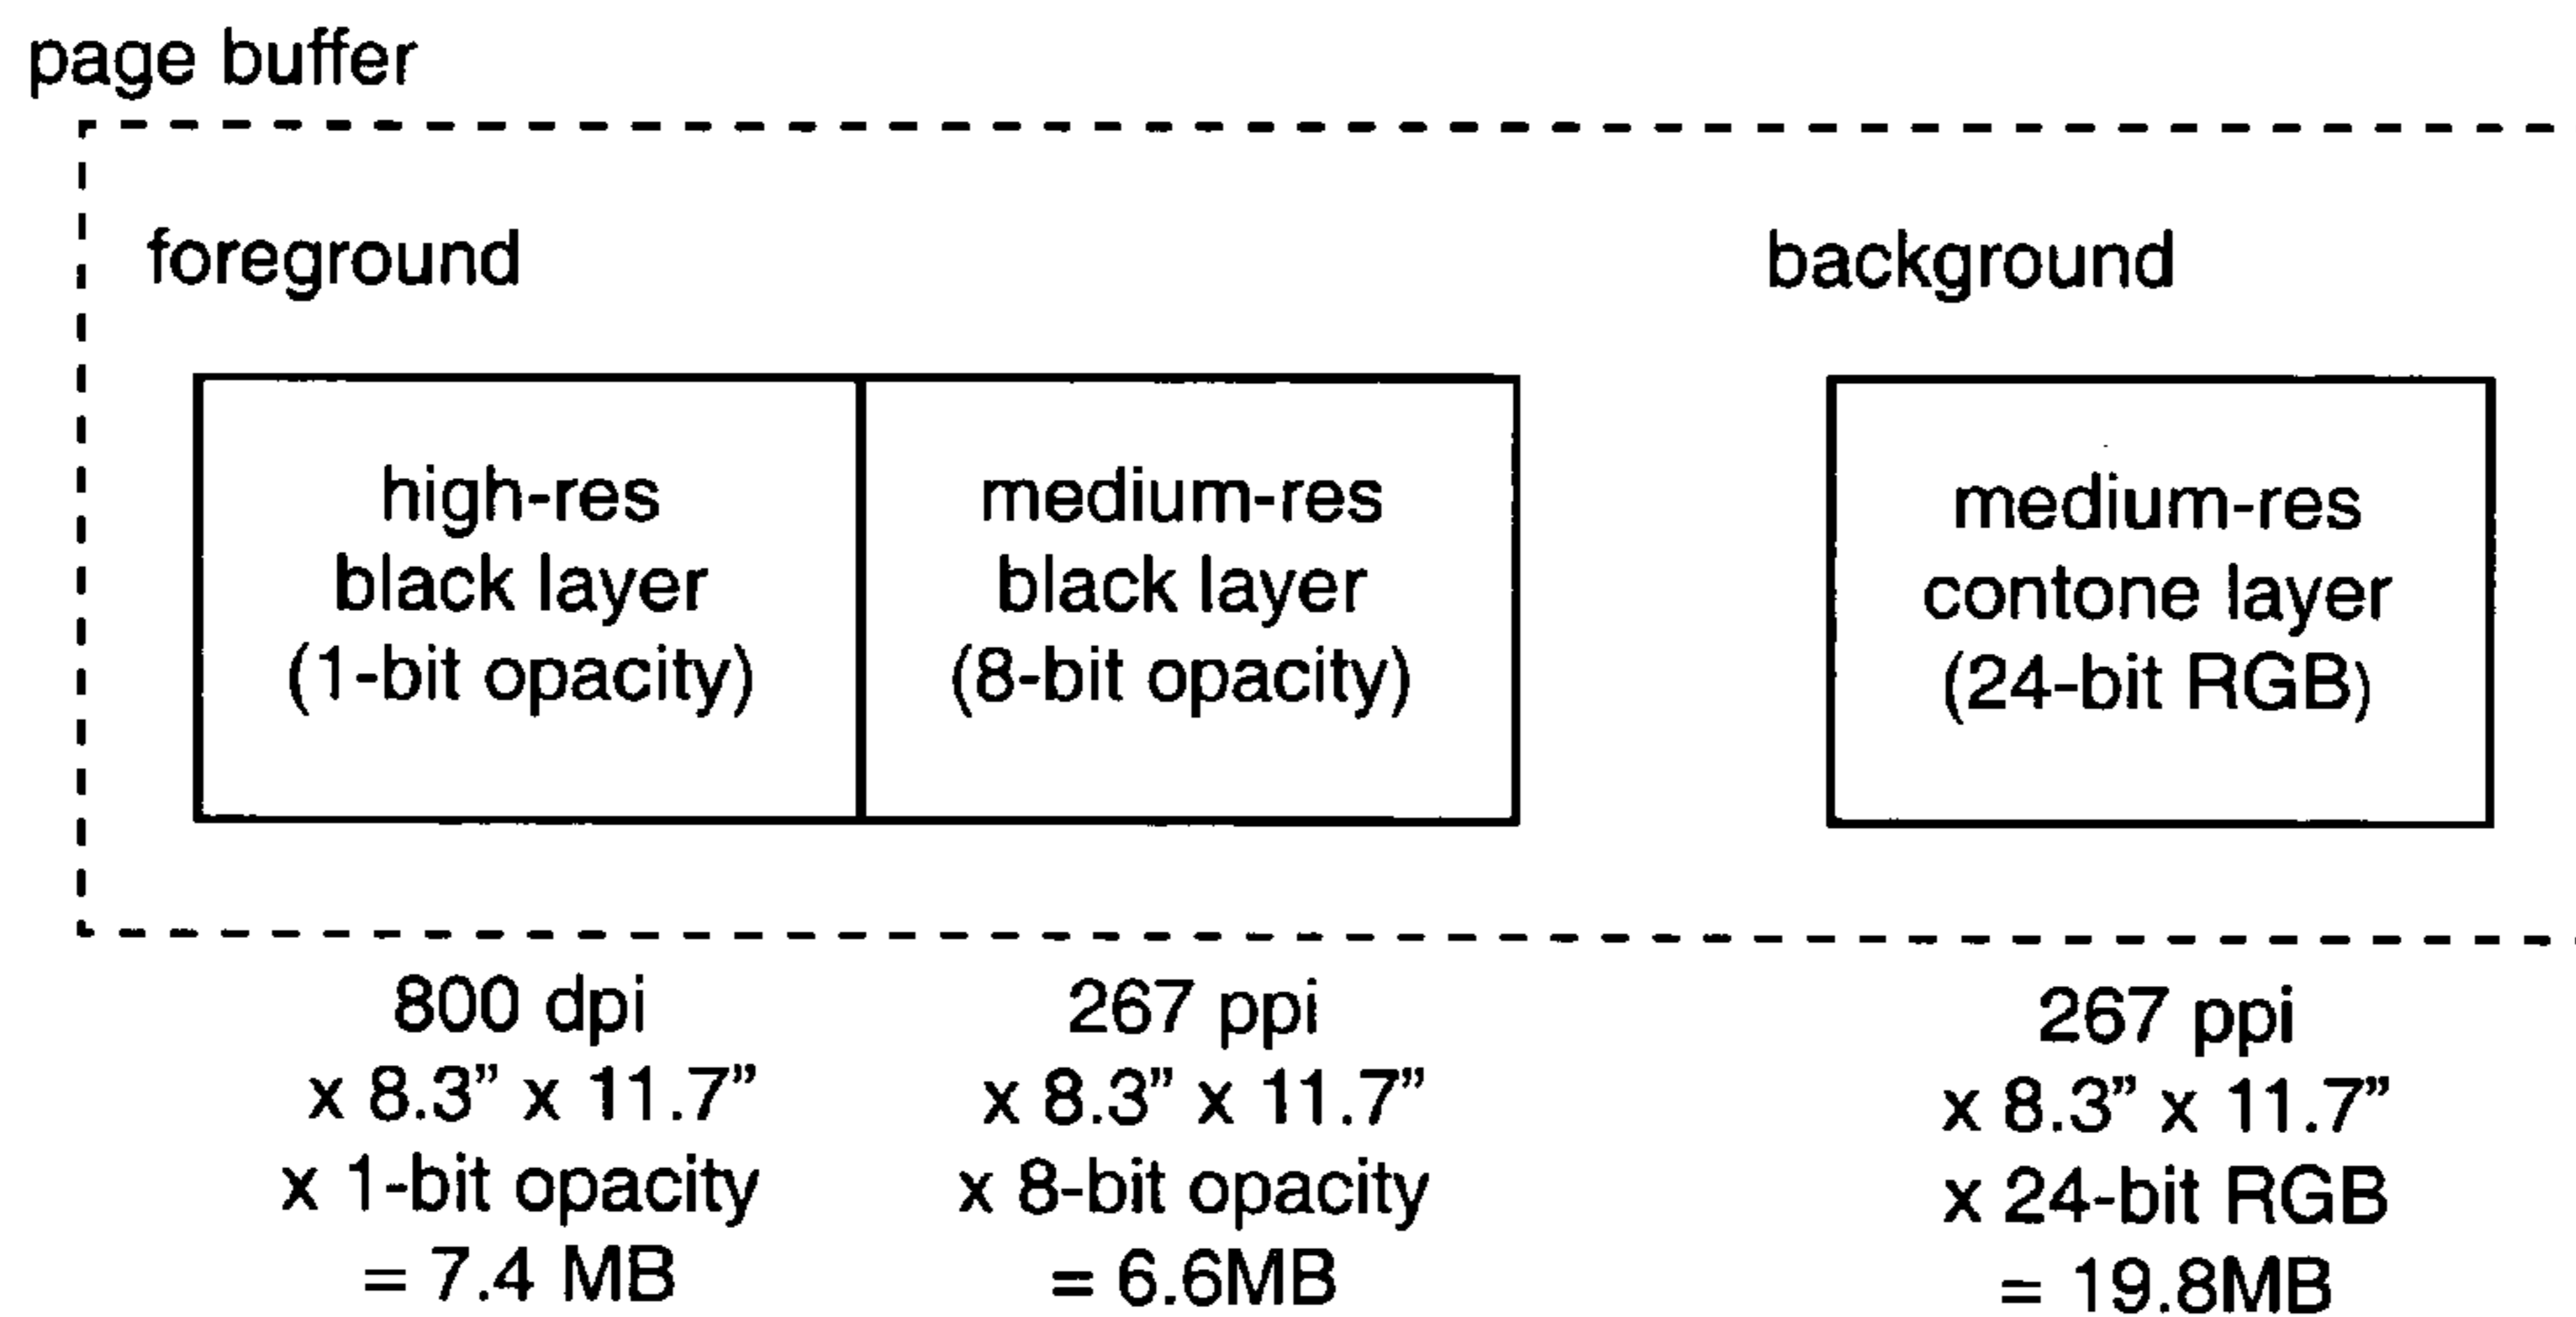 page buffer
foreground
background
high-res
black layer
(1-bit opacity)
medium-res
black layer
(8-bit opacity)
medium-res
contone layer
(24-bit RGB)
800 dpi
x 8.3” x 11.7”
x 1-bit opacity
= 7.4 MB
267 ppi
x 8.3” x 11.7”
x 8-bit opacity
= 6.6MB
267 ppi
x 8.3” x 11.7”
x 24-bit RGB
= 19.8MB